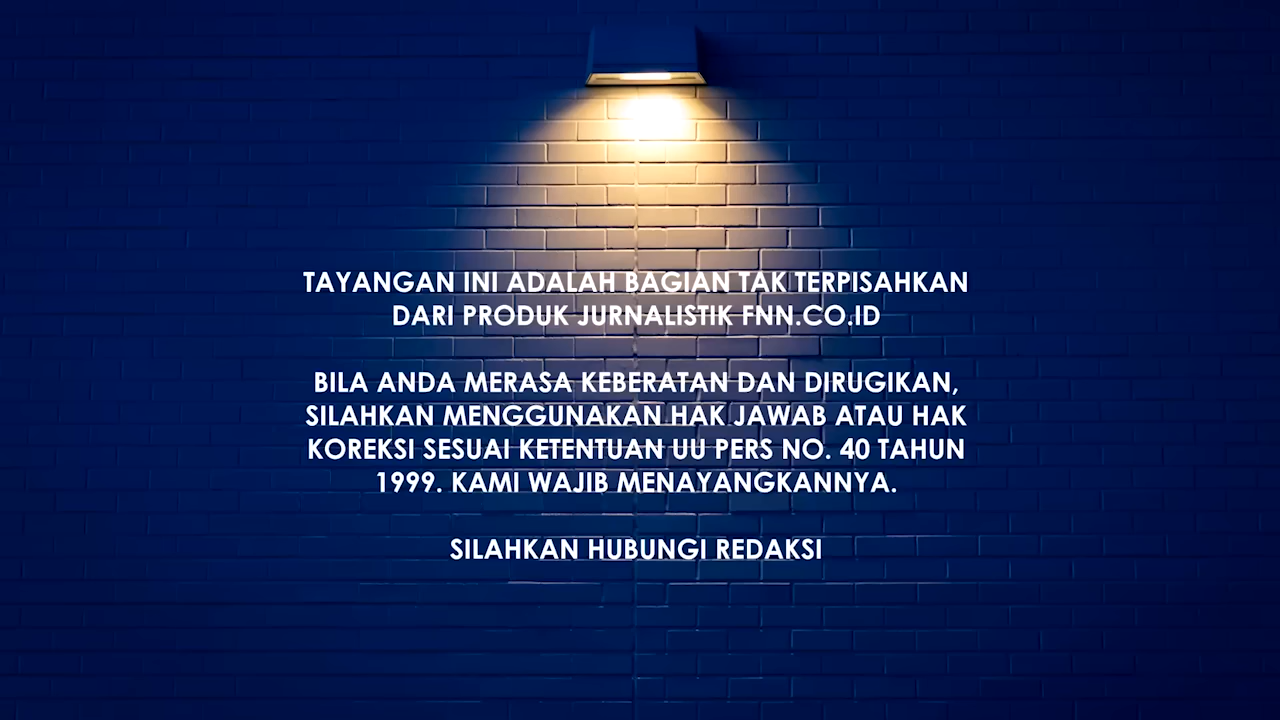 TAYANGAN INI ADALAH BAGIAN TAK TERPISAHKAN
DARI PRODUK JURNALISTIK FNN.CO.ID
BILA ANDA MERASA KEBERATAN DAN DIRUGIKAN,
SILAHKAN MENGGUNAKAN HAK JAWAB ATAU HAK
KOREKSI SESUAI KETENTUAN UU PERS NO. 40 TAHUN
1999. KAMI WAJIB MENAYANGKANNYA.
SILAHKAN HUBUNGI REDAKSI